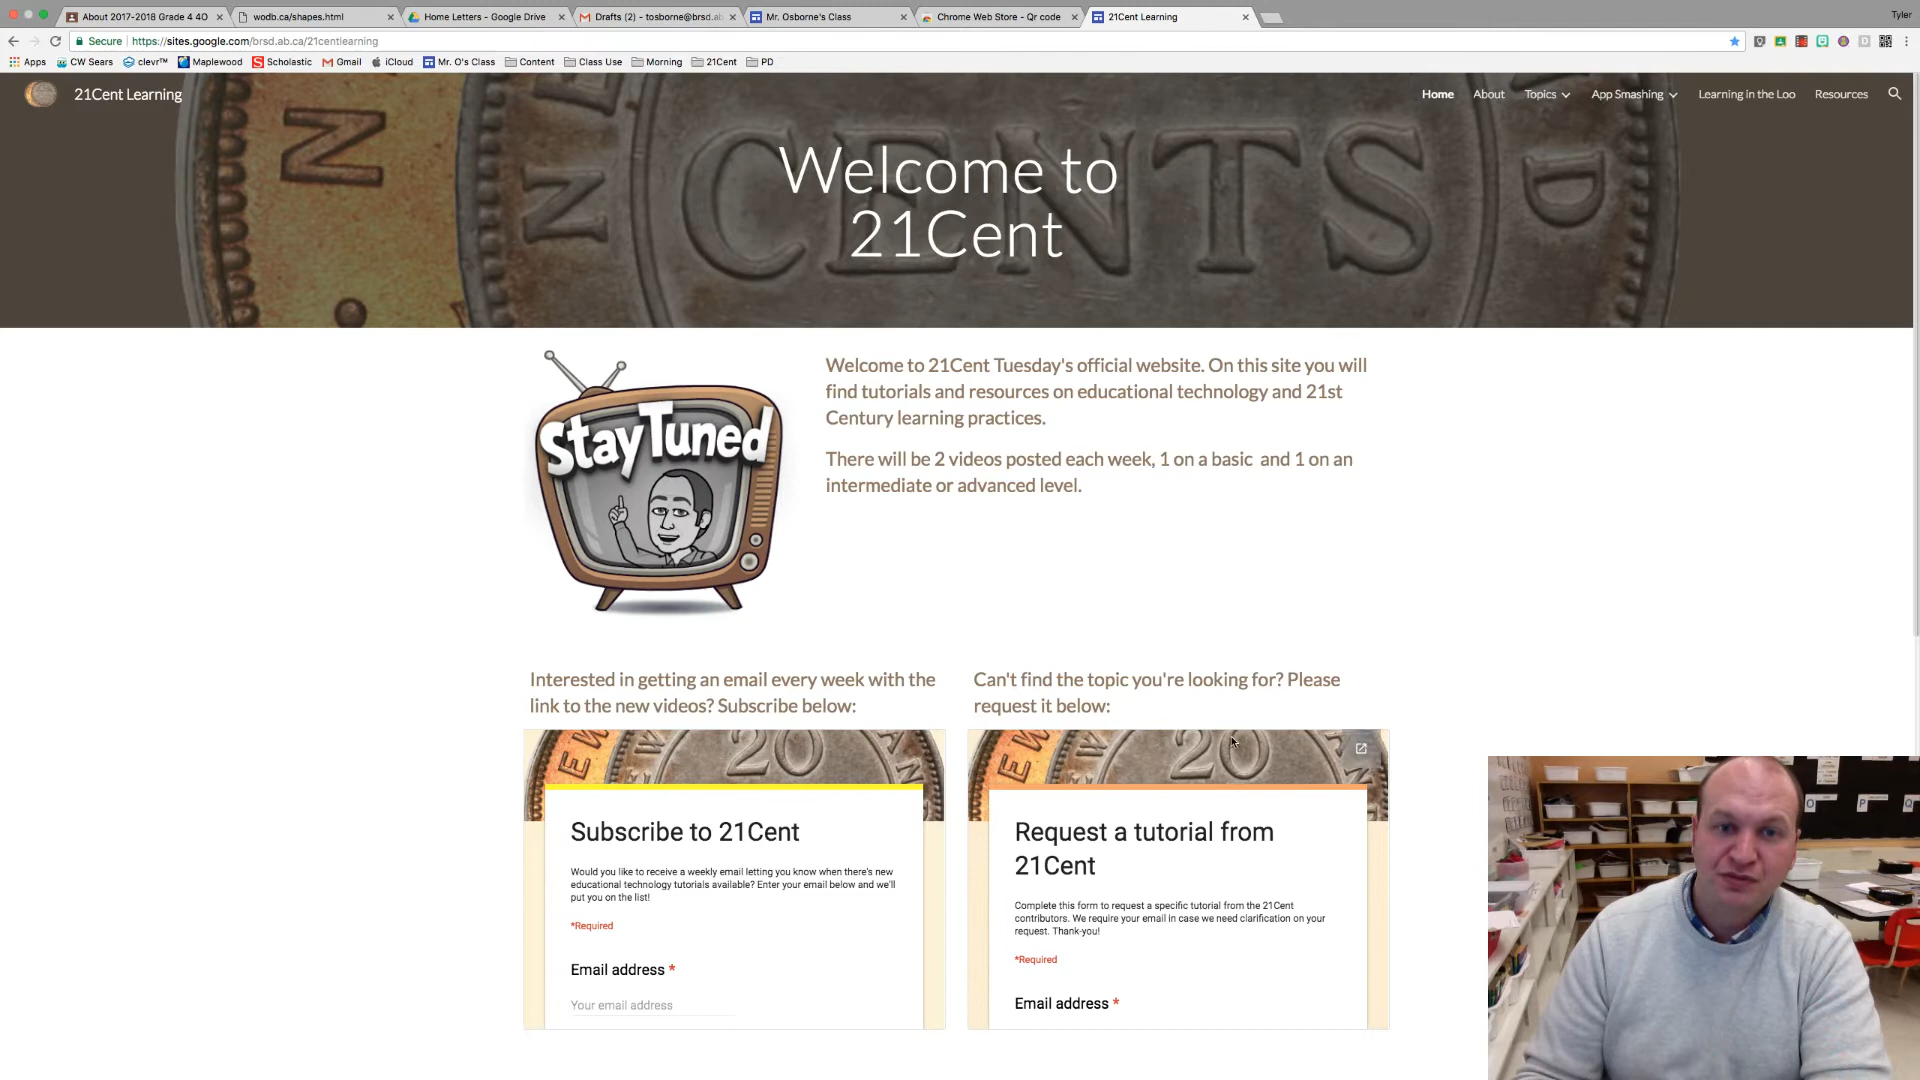 About 2017-2018 Grade 4 4O
wodb.ca/shapes.html
Home Letters - Google Drive
Drafts (2) - tosborne@brsd.ab
Mr. Osborne's Class
Chrome Web Store - Qr code
21Cent Learning
Tyler
Secure
https://sites.google.com/brsd.ab.ca/21centlearning
Apps
CW Sears
clevr™
Maplewood
Scholastic
Gmail
iCloud
Mr. O's Class
Content
Class Use
Morning
21Cent
PD
21Cent Learning
Home
About
Topics
App Smashing
Learning in the Loo
Resources
CENTS
Welcome to
21Cent
Stay Tuned
Welcome to 21Cent Tuesday's official website. On this site you will
find tutorials and resources on educational technology and 21st
Century learning practices.
There will be 2 videos posted each week, 1 on a basic and 1 on an
intermediate or advanced level.
Interested in getting an email every week with the
link to the new videos? Subscribe below:
Can't find the topic you're looking for? Please
request it below:
20
Subscribe to 21Cent
Would you like to receive a weekly email letting you know when there's new
educational technology tutorials available? Enter your email below and we'll
put you on the list!
*Required
Email address *
Your email address
20
Request a tutorial from
21Cent
Complete this form to request a specific tutorial from the 21Cent
contributors. We require your email in case we need clarification on your
request. Thank-you!
*Required
Email address *
O
P
Q